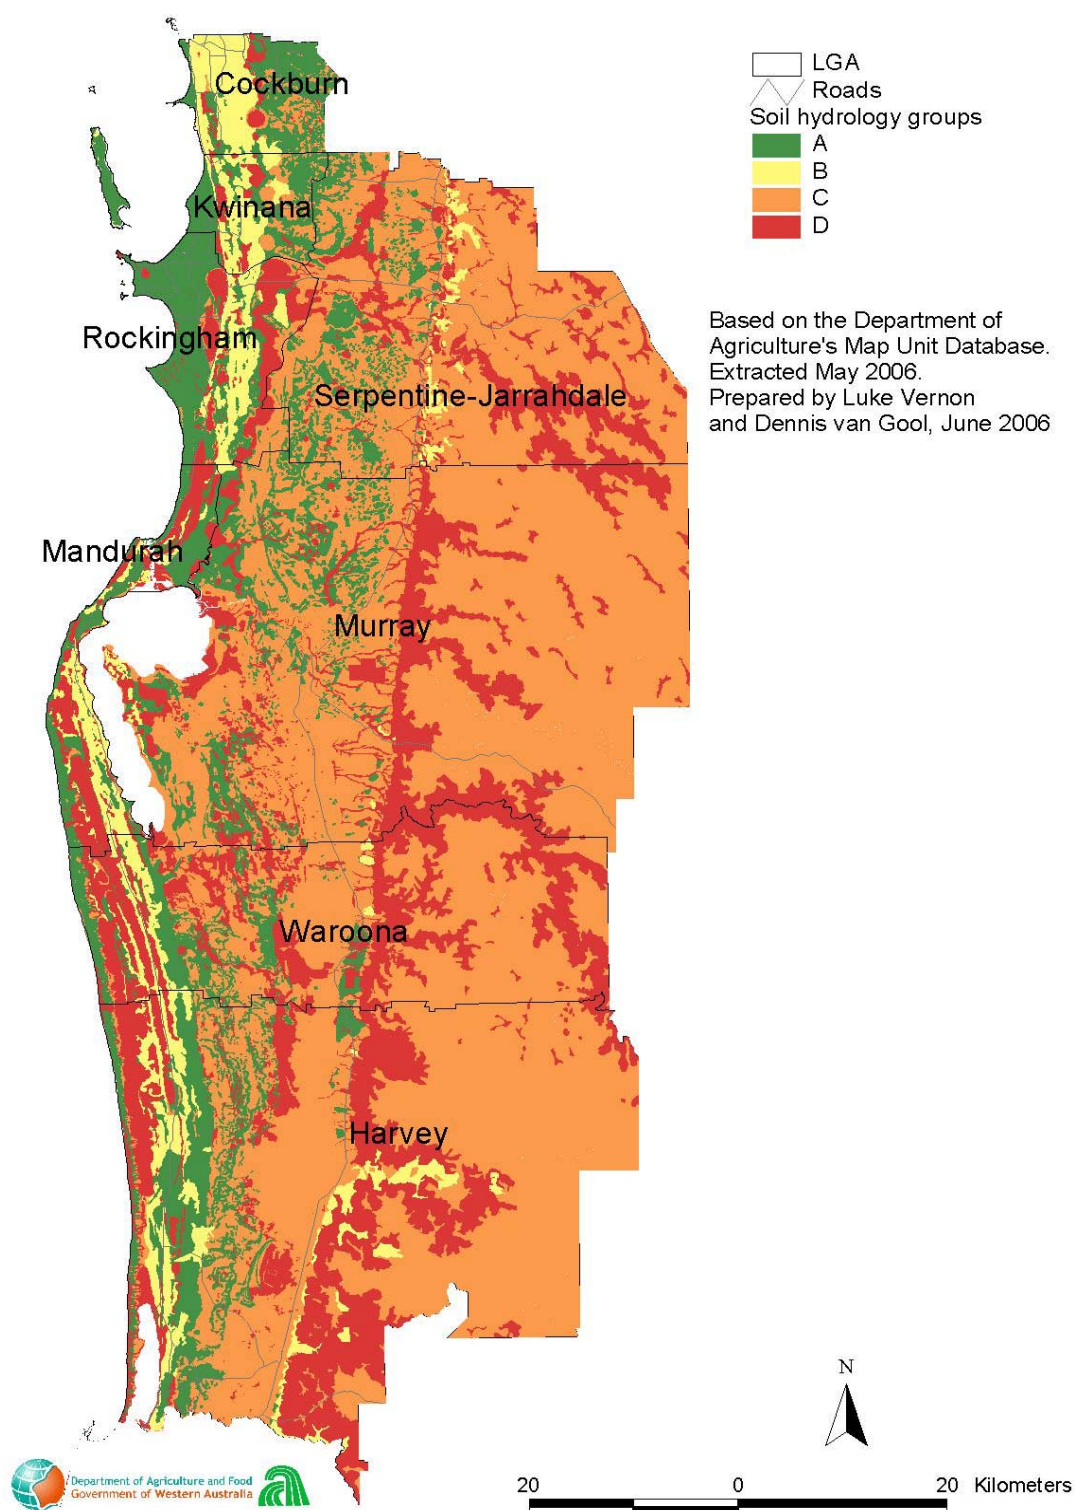 Cockburn
Kwinana
Rockingham
Serpentine-Jarrahdale
Mandurah
Murray
Waroona
Harvey
LGA
Roads
Soil hydrology groups
A
B
C
D
Based on the Department of
Agriculture's Map Unit Database.
Extracted May 2006.
Prepared by Luke Vernon
and Dennis van Gool, June 2006
N
Department of Agriculture and Food
Government of Western Australia
20 0 20 Kilometers